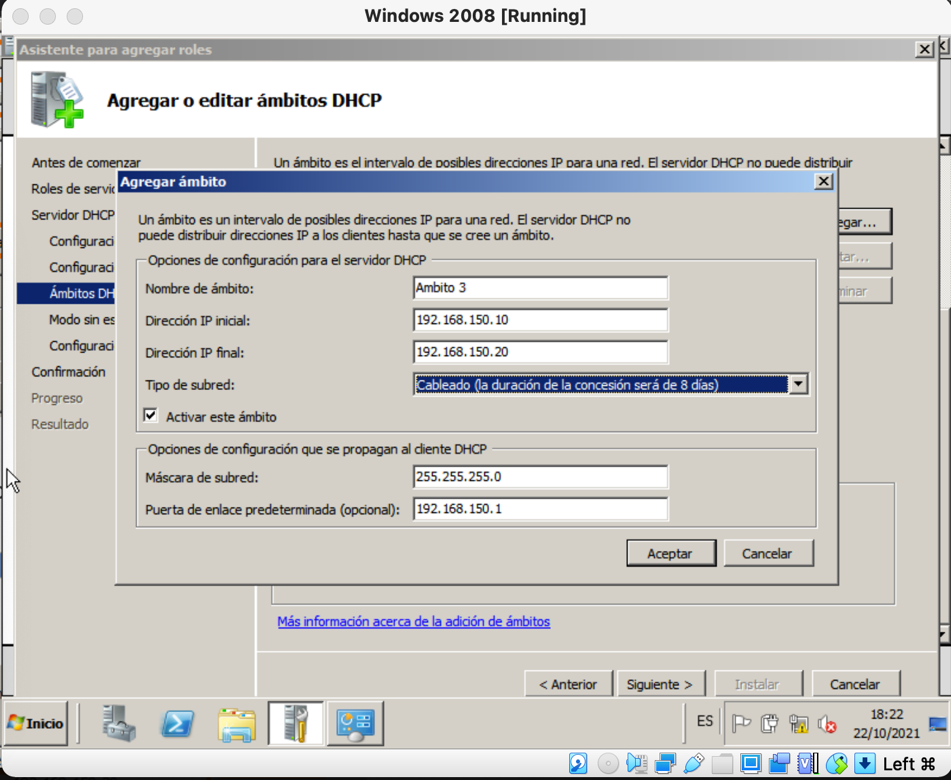 Windows 2008 [Running]
Asistente para agregar roles
Agregar o editar ámbitos DHCP
Antes de comenzar
Roles de servic
Servidor DHCP
Configuraci
Configuraci
Ámbitos DH
Modo sin es
Configuraci
Confirmación
Progreso
Resultado
Un ámbito es el intervalo de posibles direcciones IP para una red. El servidor DHCP no puede distribuir
egar...
tar...
minar
Agregar ámbito
Un ámbito es un intervalo de posibles direcciones IP para una red. El servidor DHCP no
puede distribuir direcciones IP a los clientes hasta que se cree un ámbito.
Opciones de configuración para el servidor DHCP
Nombre de ámbito: Ambito 3
Dirección IP inicial: 192.168.150.10
Dirección IP final: 192.168.150.20
Tipo de subred: Cableado (la duración de la concesión será de 8 días)
Activar este ámbito
Opciones de configuración que se propagan al cliente DHCP
Máscara de subred: 255.255.255.0
Puerta de enlace predeterminada (opcional): 192.168.150.1
Aceptar Cancelar
Más información acerca de la adición de ámbitos
< Anterior Siguiente > Instalar Cancelar
Inicio ES 18:22
22/10/2021
Left ⌘